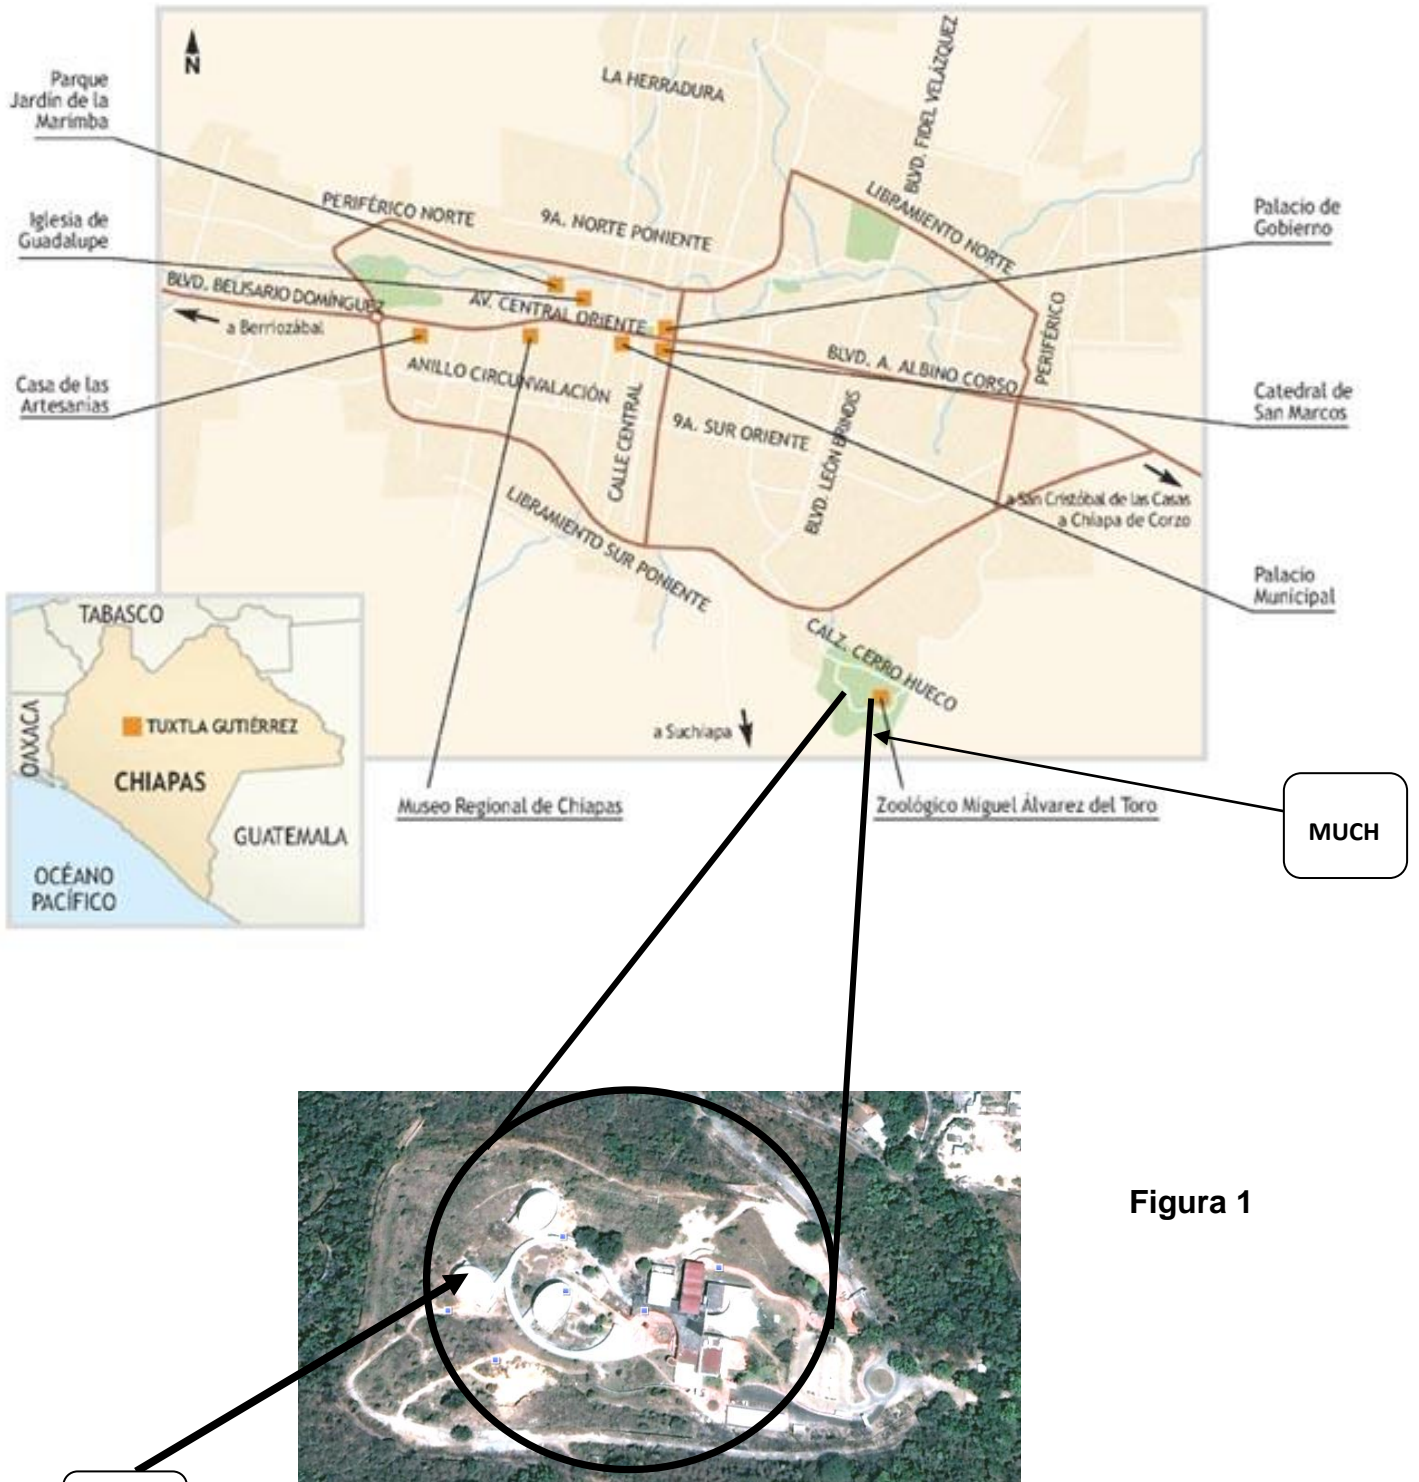 N
Parque
Jardín de la
Marimba
Iglesia de
Guadalupe
Casa de las
Artesanías
LA HERRADURA
BLVD. FIDEL VELÁZQUEZ
PERIFÉRICO NORTE
9A. NORTE PONIENTE
LIBRAMIENTO NORTE
Palacio de
Gobierno
BLVD. BELISARIO DOMÍNGUEZ
AV. CENTRAL ORIENTE
PERIFÉRICO
a Berriozábal
ANILLO CIRCUNVALACIÓN
BLVD. A. ALBINO CORSO
Catedral de
San Marcos
CALLE CENTRAL
9A. SUR ORIENTE
BLVD. LEÓN BRINDIS
a San Cristóbal de las Casas
a Chiapa de Corzo
LIBRAMIENTO SUR PONIENTE
Palacio
Municipal
CALZ. CERRO HUECO
a Suchiapa
TABASCO
OAXACA
TUXTLA GUTIÉRREZ
CHIAPAS
GUATEMALA
OCÉANO
PACÍFICO
Museo Regional de Chiapas
Zoológico Miguel Álvarez del Toro
MUCH
Figura 1